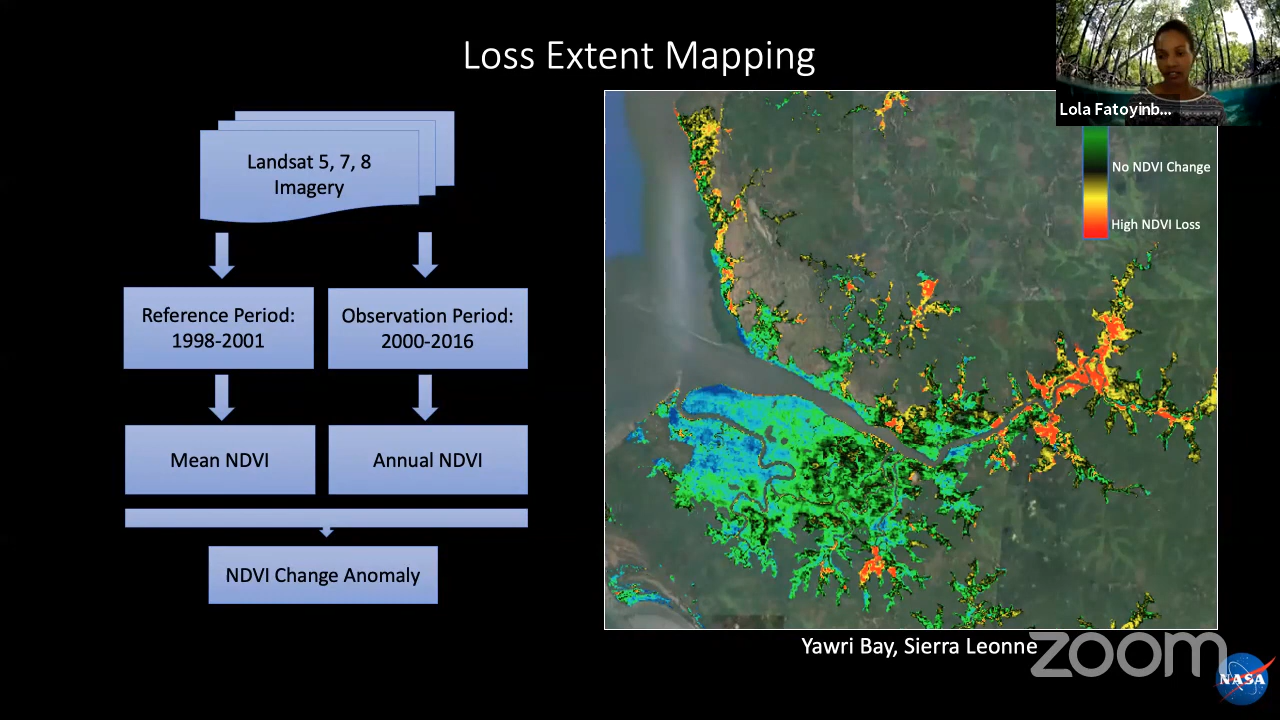 Loss Extent Mapping
Lola Fatoyinb...
Landsat 5, 7, 8
Imagery
Reference Period:
1998-2001
Observation Period:
2000-2016
Mean NDVI
Annual NDVI
NDVI Change Anomaly
No NDVI Change
High NDVI Loss
Yawri Bay, Sierra Leonne
zoom
NASA